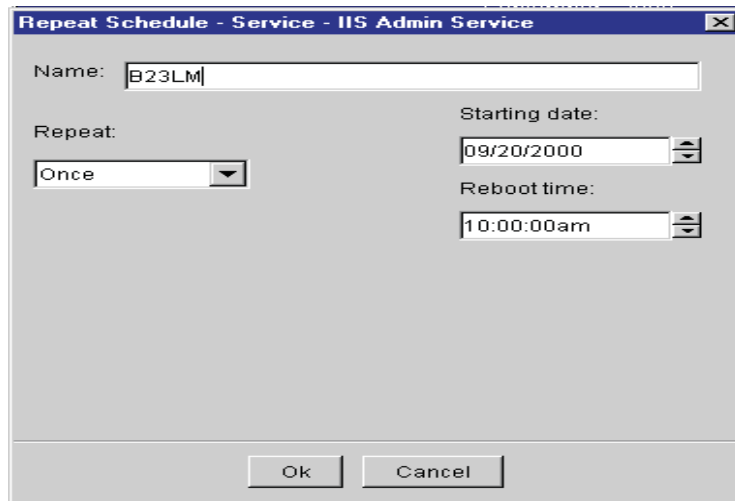 Repeat Schedule - Service - IIS Admin Service
Name: B23LM
Starting date:
Repeat:
09/20/2000
Once
Reboot time:
10:00:00am
Ok Cancel